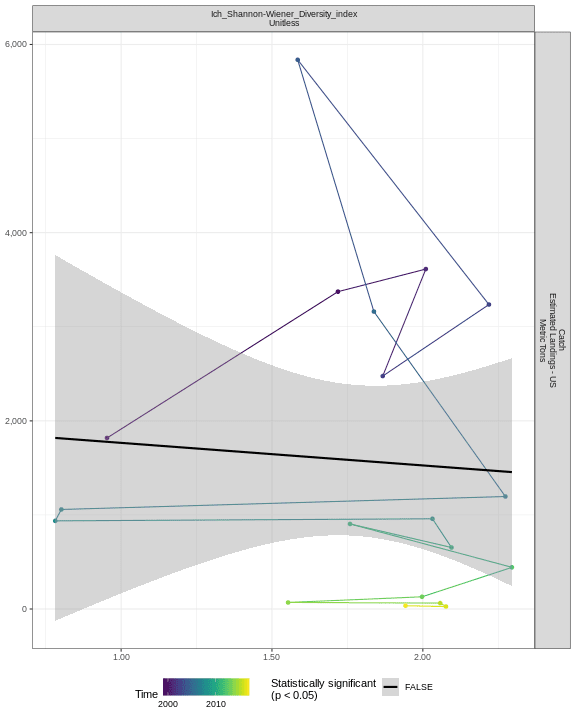 Ich_Shannon-Wiener_Diversity_index
Unitless
6,000
4,000
2,000
0
1.00
1.50
2.00
Catch
Estimated Landings - US
Metric Tons
Time
2000
2010
Statistically significant
(p < 0.05)
FALSE